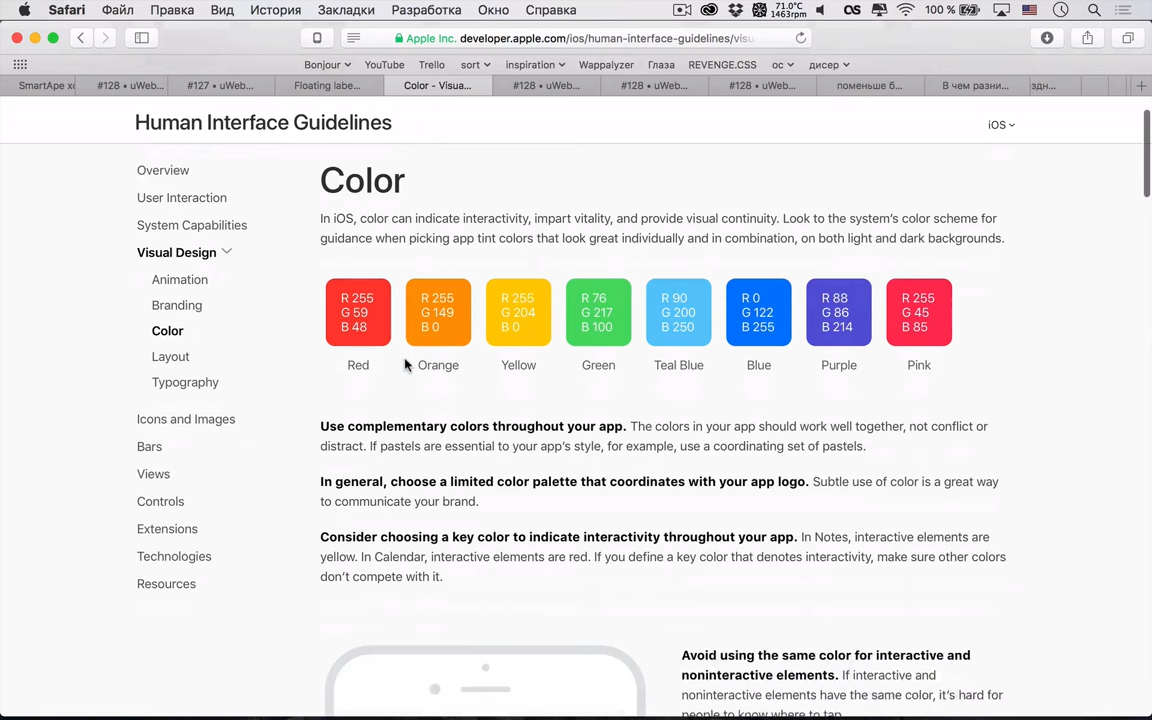 Safari Файл Правка Вид История Закладки Разработка Окно Справка 71.0°C 1463rpm 100 %
Apple Inc. developer.apple.com/ios/human-interface-guidelines/visu
Bonjour YouTube Trello sort inspiration Wappalyzer Глаза REVENGE.CSS ос дисер
SmartApe хо #128 • uWeb... #127 • uWeb... Floating labe... Color - Visua... #128 • uWeb... #128 • uWeb... #128 • uWeb... поменьше б... В чем разни... здн...
Human Interface Guidelines
iOS
Overview
User Interaction
System Capabilities
Visual Design
Animation
Branding
Color
Layout
Typography
Icons and Images
Bars
Views
Controls
Extensions
Technologies
Resources
Color
In iOS, color can indicate interactivity, impart vitality, and provide visual continuity. Look to the system's color scheme for
guidance when picking app tint colors that look great individually and in combination, on both light and dark backgrounds.
R 255 R 255 R 255 R 76 R 90 R 0 R 88 R 255
G 59 G 149 G 204 G 217 G 200 G 122 G 86 G 45
B 48 B 0 B 0 B 100 B 250 B 255 B 214 B 85
Red Orange Yellow Green Teal Blue Blue Purple Pink
Use complementary colors throughout your app. The colors in your app should work well together, not conflict or
distract. If pastels are essential to your app's style, for example, use a coordinating set of pastels.
In general, choose a limited color palette that coordinates with your app logo. Subtle use of color is a great way
to communicate your brand.
Consider choosing a key color to indicate interactivity throughout your app. In Notes, interactive elements are
yellow. In Calendar, interactive elements are red. If you define a key color that denotes interactivity, make sure other colors
don't compete with it.
Avoid using the same color for interactive and
noninteractive elements. If interactive and
noninteractive elements have the same color, it's hard for
people to know where to tap.